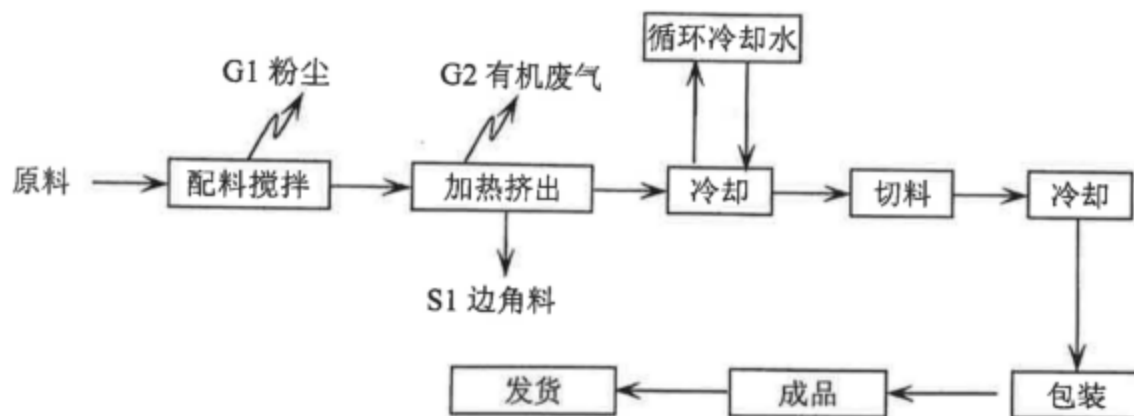 循环冷却水
G1 粉尘
G2 有机废气
原料
配料搅拌
加热挤出
冷却
切料
冷却
S1 边角料
发货
成品
包装